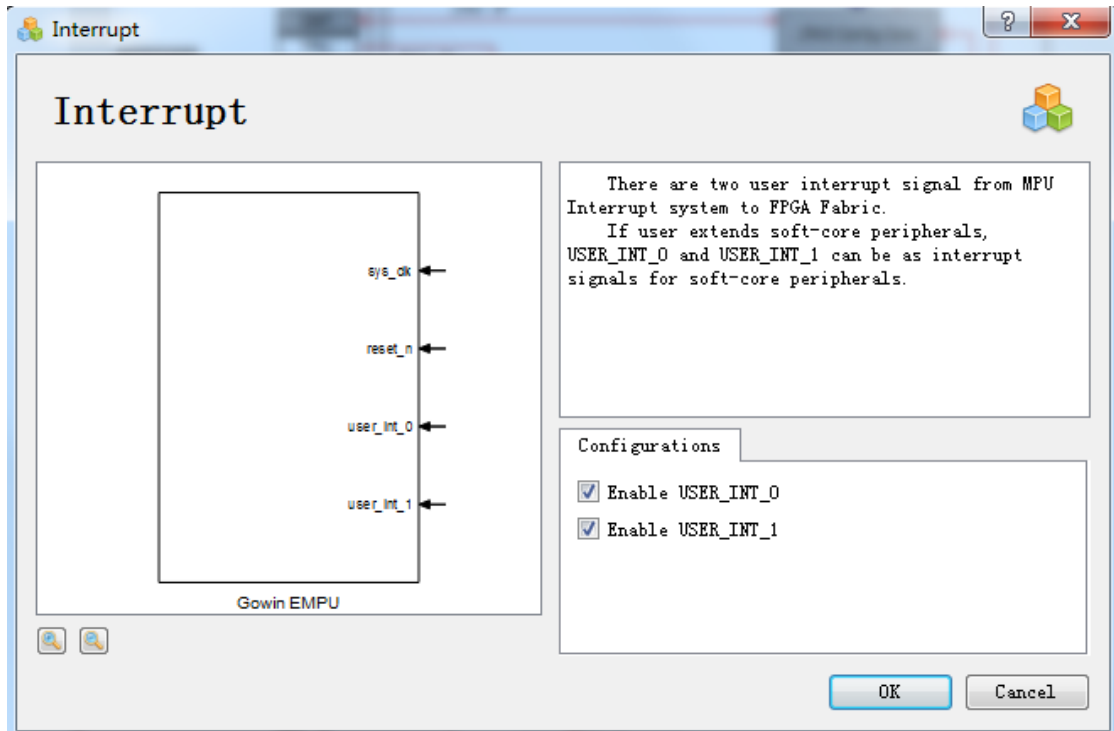 Interrupt
Interrupt
sys_clk
reset_n
user_int_0
user_int_1
Gowin EMPU
There are two user interrupt signal from MPU
Interrupt system to FPGA Fabric.
If user extends soft-core peripherals,
USER_INT_0 and USER_INT_1 can be as interrupt
signals for soft-core peripherals.
Configurations
Enable USER_INT_0
Enable USER_INT_1
OK
Cancel